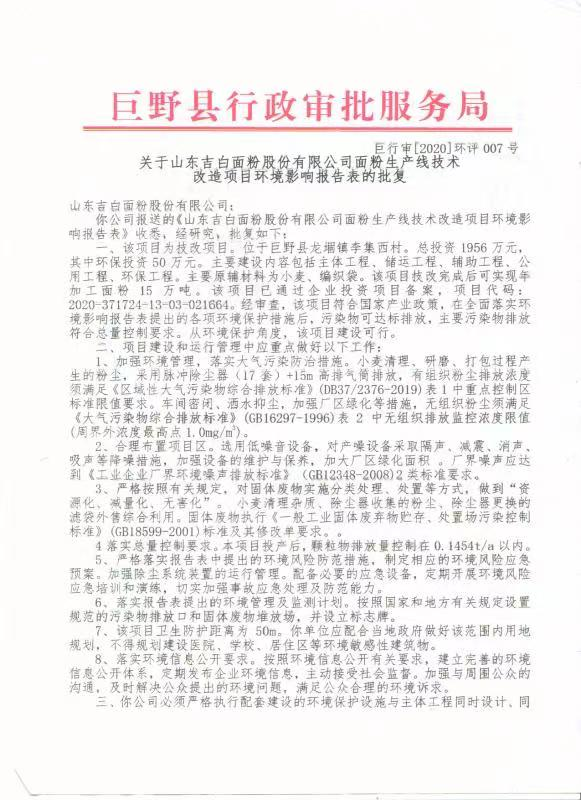 巨野县行政审批服务局
巨行审[2020]环评 007 号
关于山东吉白面粉股份有限公司面粉生产线技术
改造项目环境影响报告表的批复
山东吉白面粉股份有限公司：
你公司报送的《山东吉白面粉股份有限公司面粉生产线技术改造项目环境影
响报告表》收悉，经研究，批复如下：
一、该项目为技改项目。位于巨野县龙堌镇李集西村。总投资 1956 万元，
其中环保投资 50 万元。主要建设内容包括主体工程、储运工程、辅助工程、公
用工程、环保工程。主要原辅材料为小麦、编织袋。该项目技改完成后可实现年
加工面粉 15 万吨。该项目已通过企业投资项目备案，项目代码：
2020-371724-13-03-021664。经审查，该项目符合国家产业政策，在全面落实
环境影响报告表提出的各项环境保护措施后，污染物可达标排放，主要污染物排放
符合总量控制要求。从环境保护角度，该项目建设可行。
二、项目建设和运行管理中应重点做好以下工作：
1、加强环境管理，落实大气污染防治措施。小麦清理、研磨、打包过程产
生的粉尘，采用脉冲除尘器（17 套）+15m 高排气筒排放，有组织粉尘排放浓度
须满足《区域性大气污染物综合排放标准》(DB37/2376-2019)表 1 中重点控制区
标准限值要求。车间密闭、洒水抑尘，加强厂区绿化等措施，无组织粉尘须满足
《大气污染物综合排放标准》(GB16297-1996)表 2 中无组织排放监控浓度限值
(周界外浓度最高点 1.0mg/m³)。
2、合理布置项目区。选用低噪音设备，对产噪设备采取隔声、减震、消声、
吸声等降噪措施，加强设备的维护与保养，加大厂区绿化面积 。厂界噪声应达
到《工业企业厂界环境噪声排放标准》（GB12348-2008)2 类标准要求。
3、严格按照有关规定，对固体废物实施分类处理、处置等方式，做到“资
源化、减量化、无害化”。 小麦清理杂质、除尘器收集的粉尘、除尘器更换的
滤袋外售综合利用。固体废物执行《一般工业固体废弃物贮存、处置场污染控制
标准》(GB18599-2001)标准及其修改单要求。。
4 落实总量控制要求。本项目投产后，颗粒物排放量控制在 0.1454t/a 以内。
5、严格落实报告表中提出的环境风险防范措施，制定相应的环境风险应急
预案。加强除尘系统装置的运行管理。配备必要的应急设备，定期开展环境风险
应急培训和演练，切实加强事故应急处理及防范能力。
6、落实报告表提出的环境管理及监测计划。按照国家和地方有关规定设置
规范的污染物排放口和固体废物堆放场，并设立标志牌。
7、该项目卫生防护距离为 50m。你单位应配合当地政府做好该范围内用地
规划，不得规划建设医院、学校、居住区等环境敏感性建筑物。
8、落实环境信息公开要求。按照环境信息公开有关要求，建立完善的环境
信息公开体系，定期发布企业环境信息，主动接受社会监督。加强与周围公众的
沟通，及时解决公众提出的环境问题，满足公众合理的环境诉求。
三、你公司必须严格执行配套建设的环境保护设施与主体工程同时设计、同